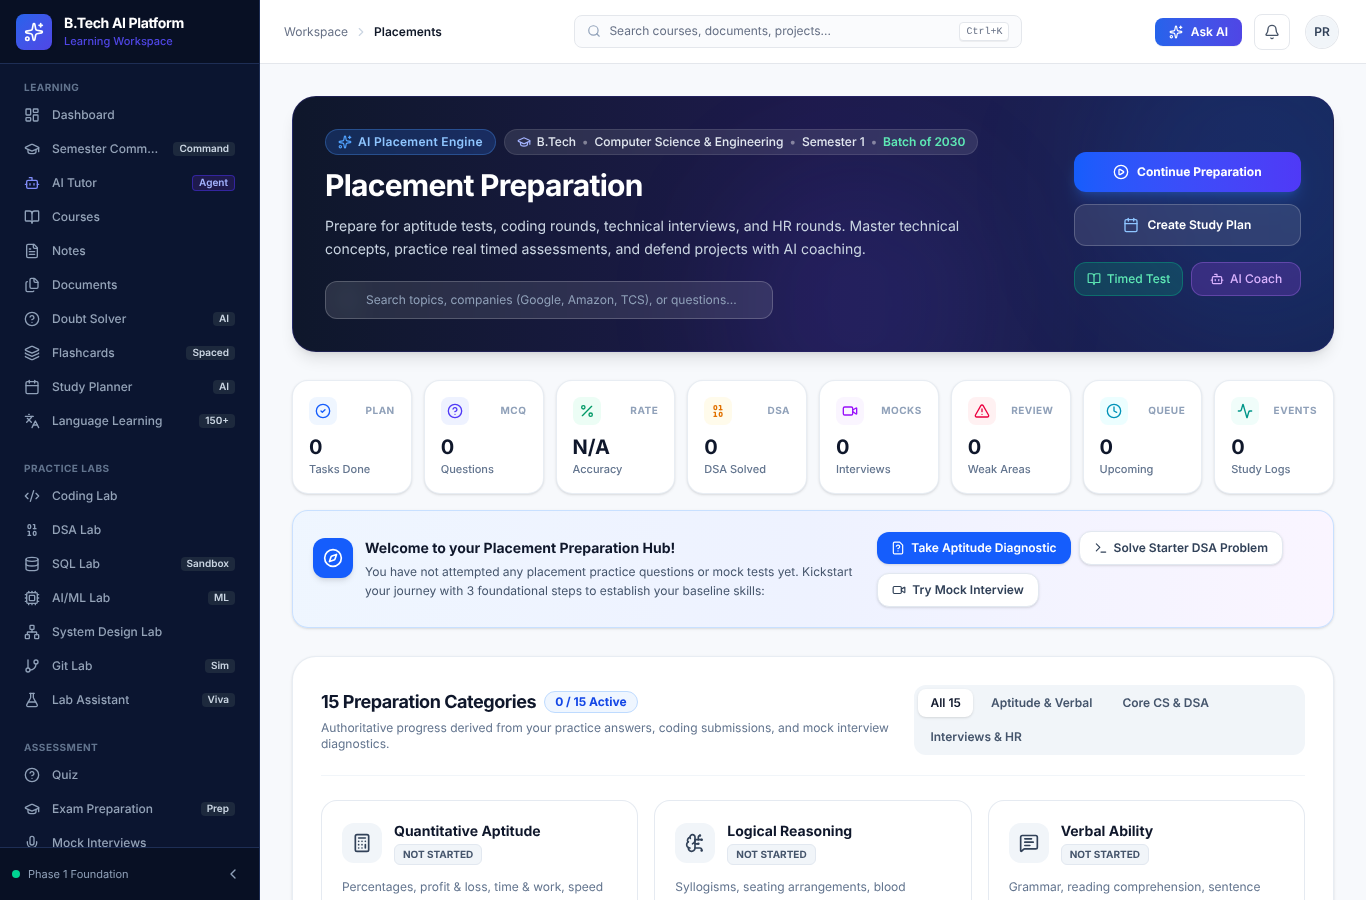 B.Tech AI Platform
Learning Workspace
LEARNING
Dashboard
Semester Comm... Command
AI Tutor Agent
Courses
Notes
Documents
Doubt Solver AI
Flashcards Spaced
Study Planner AI
Language Learning 150+
PRACTICE LABS
Coding Lab
DSA Lab
SQL Lab Sandbox
AI/ML Lab ML
System Design Lab
Git Lab Sim
Lab Assistant Viva
ASSESSMENT
Quiz
Exam Preparation Prep
Mock Interviews
Phase 1 Foundation
Workspace Placements
Search courses, documents, projects... Ctrl+K
Ask AI
PR
AI Placement Engine
B.Tech • Computer Science & Engineering • Semester 1 • Batch of 2030
Placement Preparation
Prepare for aptitude tests, coding rounds, technical interviews, and HR rounds. Master technical
concepts, practice real timed assessments, and defend projects with AI coaching.
Search topics, companies (Google, Amazon, TCS), or questions...
Continue Preparation
Create Study Plan
Timed Test
AI Coach
PLAN
0
Tasks Done
MCQ
0
Questions
RATE
N/A
Accuracy
01
10
DSA
0
DSA Solved
MOCKS
0
Interviews
REVIEW
0
Weak Areas
QUEUE
0
Upcoming
EVENTS
0
Study Logs
Welcome to your Placement Preparation Hub!
You have not attempted any placement practice questions or mock tests yet. Kickstart
your journey with 3 foundational steps to establish your baseline skills:
Take Aptitude Diagnostic
Solve Starter DSA Problem
Try Mock Interview
15 Preparation Categories 0 / 15 Active
Authoritative progress derived from your practice answers, coding submissions, and mock interview
diagnostics.
All 15 Aptitude & Verbal Core CS & DSA
Interviews & HR
Quantitative Aptitude
NOT STARTED
Percentages, profit & loss, time & work, speed
Logical Reasoning
NOT STARTED
Syllogisms, seating arrangements, blood
Verbal Ability
NOT STARTED
Grammar, reading comprehension, sentence